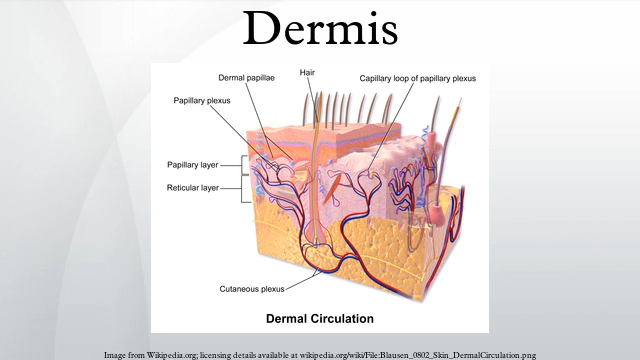 Dermis
Hair
Dermal papillae
Capillary loop of papillary plexus
Papillary plexus
Papillary layer
Reticular layer
Cutaneous plexus
Dermal Circulation
Image from Wikipedia.org; licensing details available at wikipedia.org/wiki/File:Blausen_0802_Skin_DermalCirculation.png